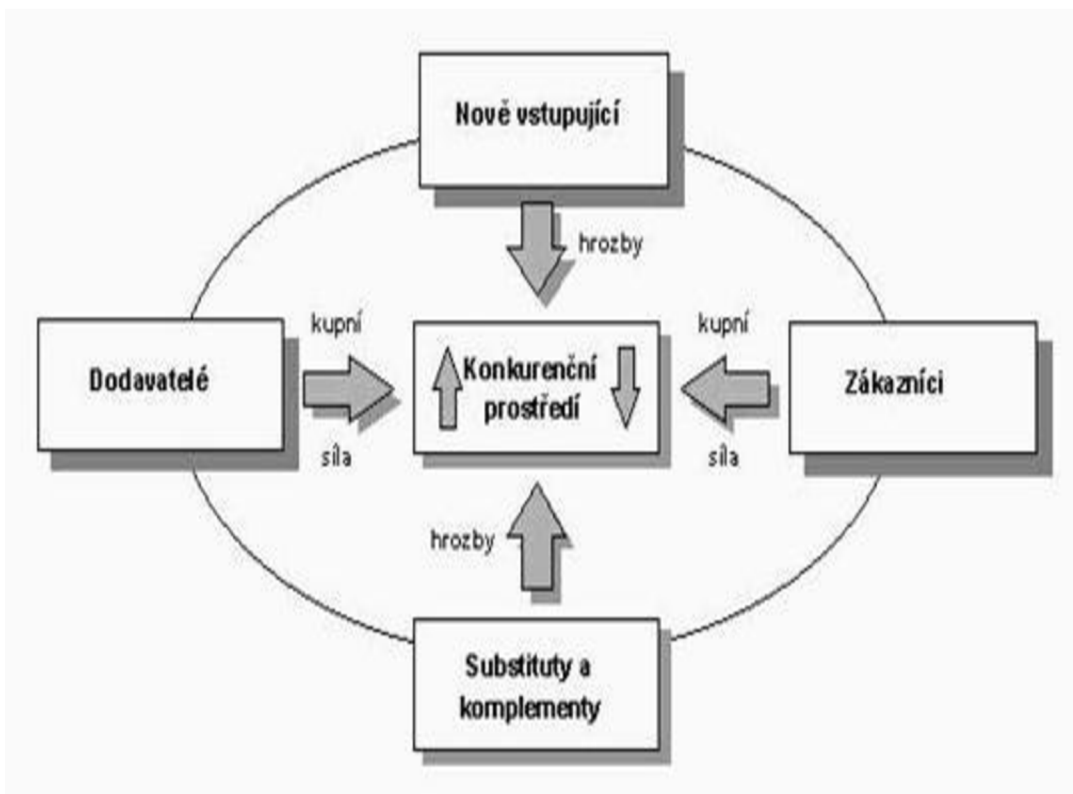 Nově vstupující
hrozby
kupní
kupní
Dodavatelé
Konkurenční
prostředí
Zákazníci
síla
síla
hrozby
Substituty a
komplementy